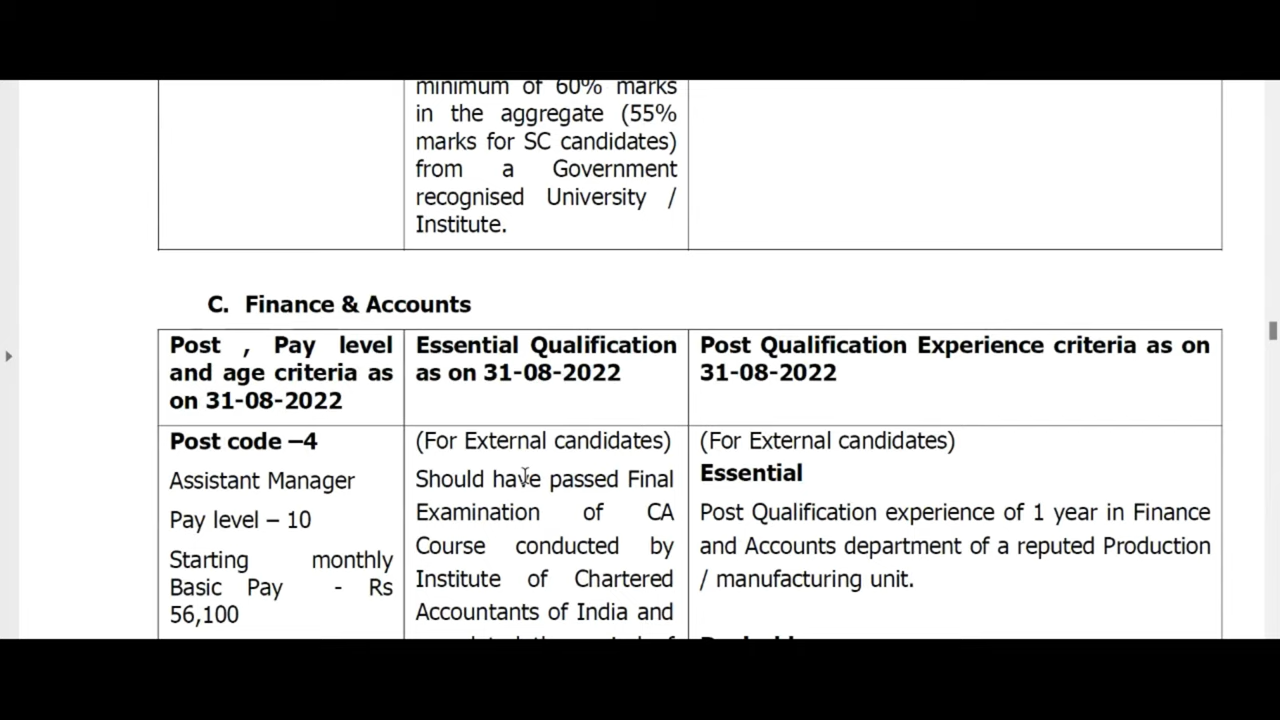 minimum of 60% marks
in the aggregate (55%
marks for SC candidates)
from a Government
recognised University /
Institute.
C. Finance & Accounts
Post , Pay level
and age criteria as
on 31-08-2022
Essential Qualification
as on 31-08-2022
Post Qualification Experience criteria as on
31-08-2022
Post code –4
Assistant Manager
Pay level – 10
Starting monthly
Basic Pay - Rs
56,100
(For External candidates)
Should have passed Final
Examination of CA
Course conducted by
Institute of Chartered
Accountants of India and
(For External candidates)
Essential
Post Qualification experience of 1 year in Finance
and Accounts department of a reputed Production
/ manufacturing unit.